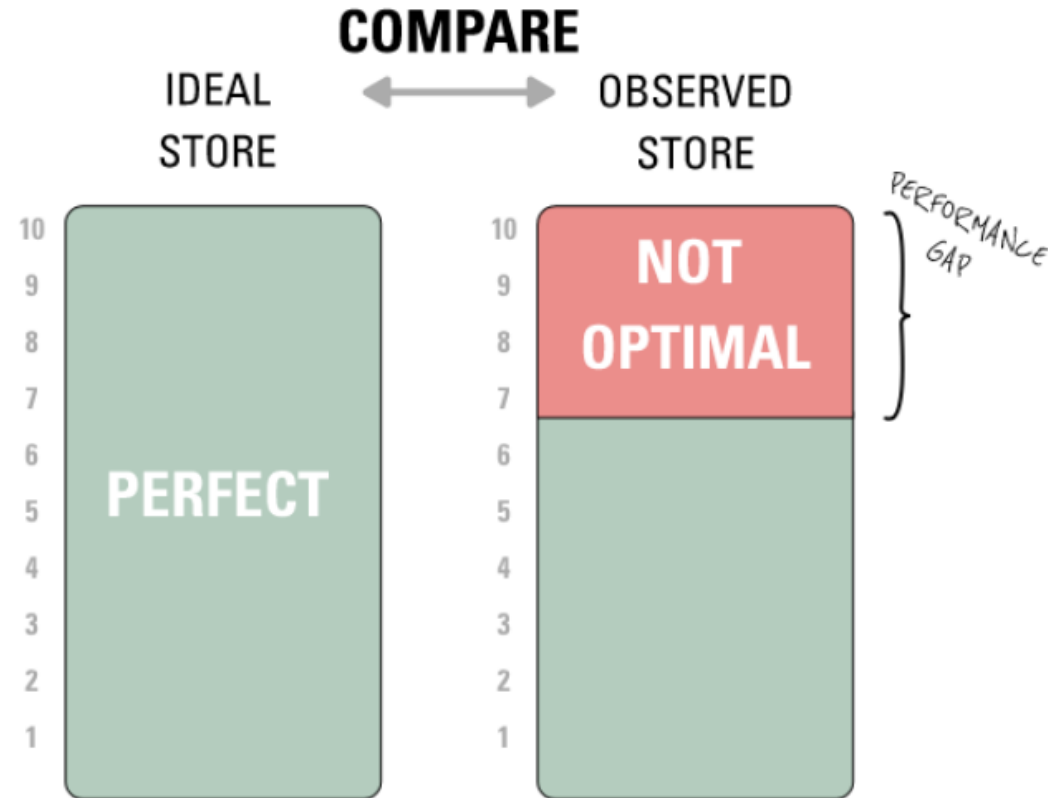 COMPARE
IDEAL
STORE
OBSERVED
STORE
PERFORMANCE
GAP
10
9
8
7
6
5
4
3
2
1
PERFECT
10
9
8
7
6
5
4
3
2
1
NOT
OPTIMAL